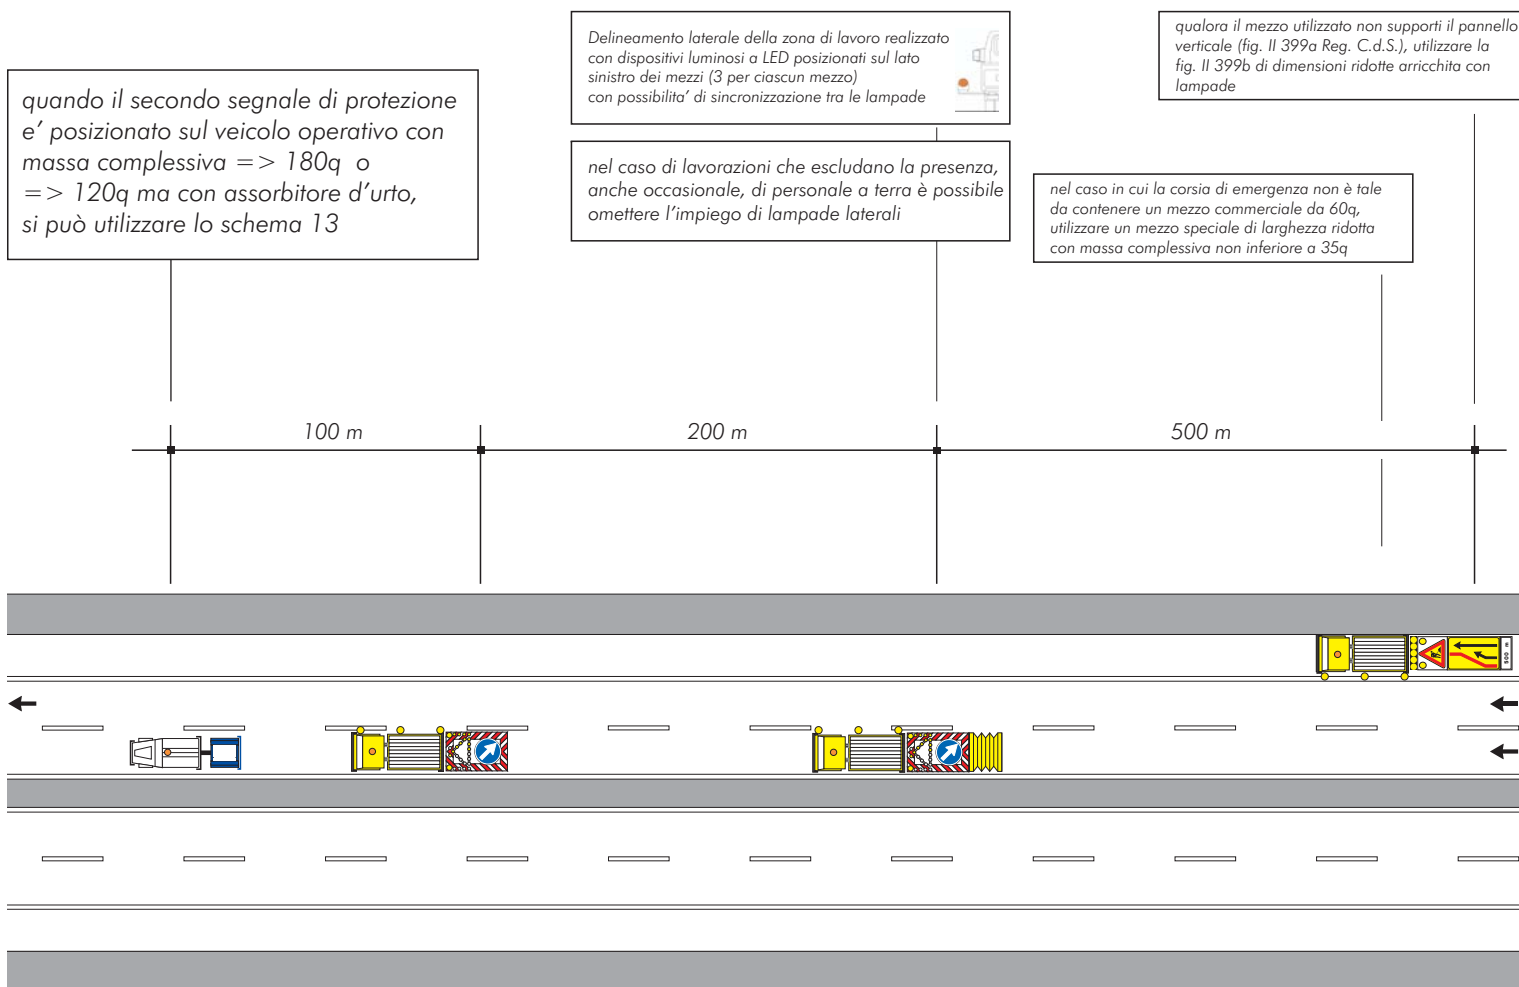 quando il secondo segnale di protezione
e' posizionato sul veicolo operativo con
massa complessiva => 180q o
=> 120q ma con assorbitore d'urto,
si può utilizzare lo schema 13
Delineamento laterale della zona di lavoro realizzato
con dispositivi luminosi a LED posizionati sul lato
sinistro dei mezzi (3 per ciascun mezzo)
con possibilita' di sincronizzazione tra le lampade
nel caso di lavorazioni che escludano la presenza,
anche occasionale, di personale a terra è possibile
omettere l'impiego di lampade laterali
qualora il mezzo utilizzato non supporti il pannello
verticale (fig. II 399a Reg. C.d.S.), utilizzare la
fig. II 399b di dimensioni ridotte arricchita con
lampade
nel caso in cui la corsia di emergenza non è tale
da contenere un mezzo commerciale da 60q,
utilizzare un mezzo speciale di larghezza ridotta
con massa complessiva non inferiore a 35q
100 m
200 m
500 m
500 m